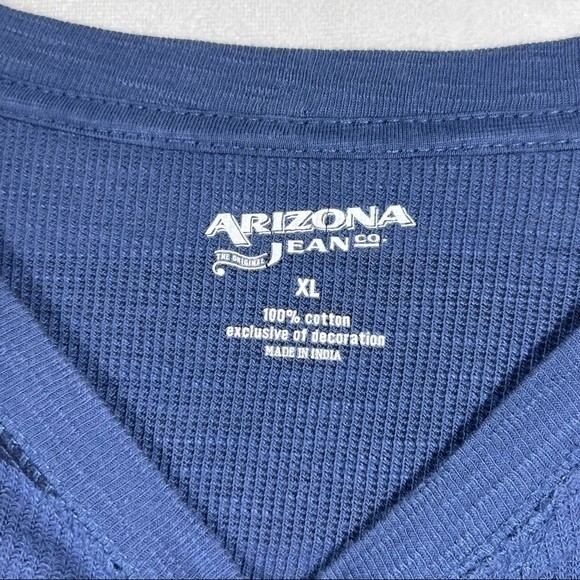 ARIZONA
JEAN CO.
THE ORIGINAL
XL
100% cotton
exclusive of decoration
MADE IN INDIA